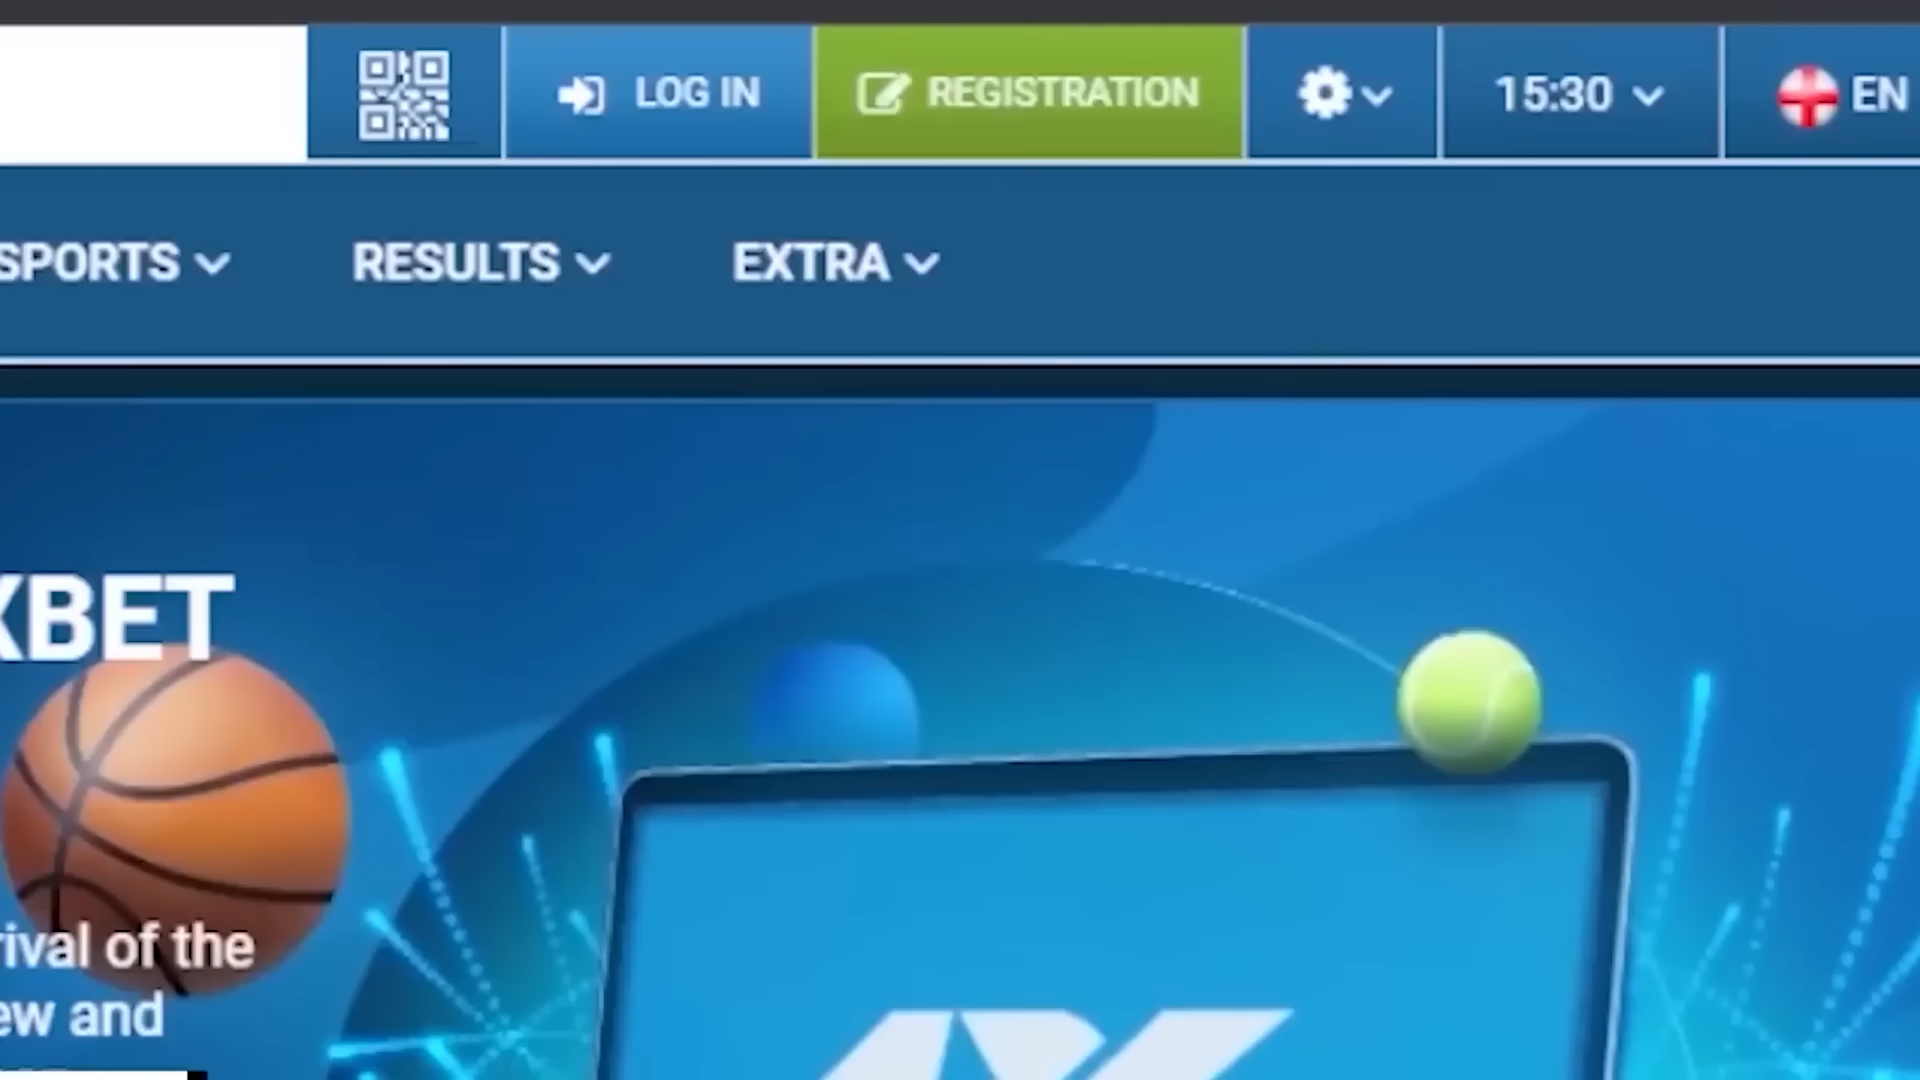 LOG IN
REGISTRATION
15:30
EN
SPORTS
RESULTS
EXTRA
XBET
rival of the
ew and